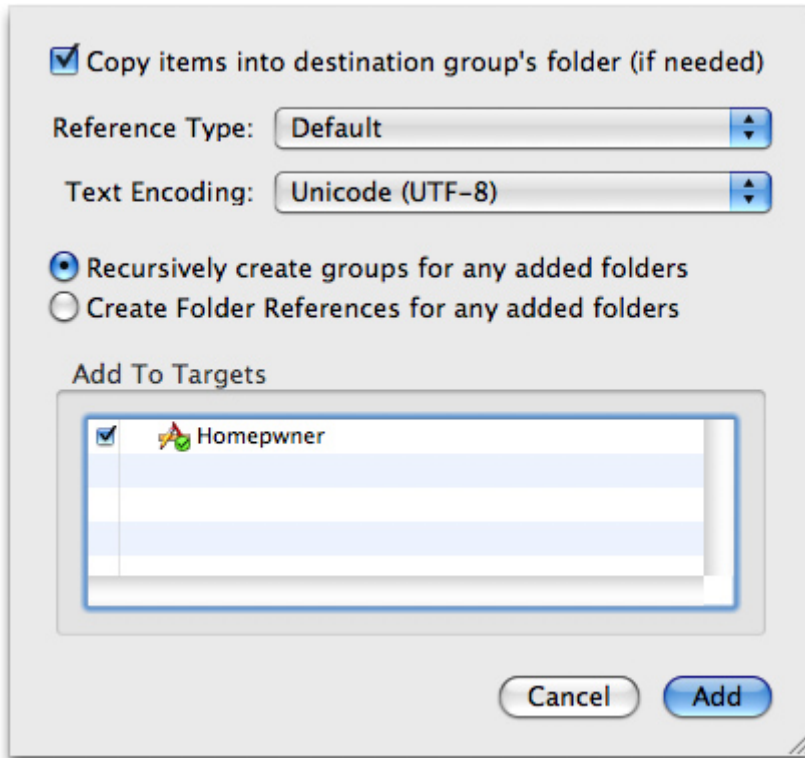 Copy items into destination group's folder (if needed)
Reference Type: Default
Text Encoding: Unicode (UTF-8)
Recursively create groups for any added folders
Create Folder References for any added folders
Add To Targets
Homepwner
Cancel Add